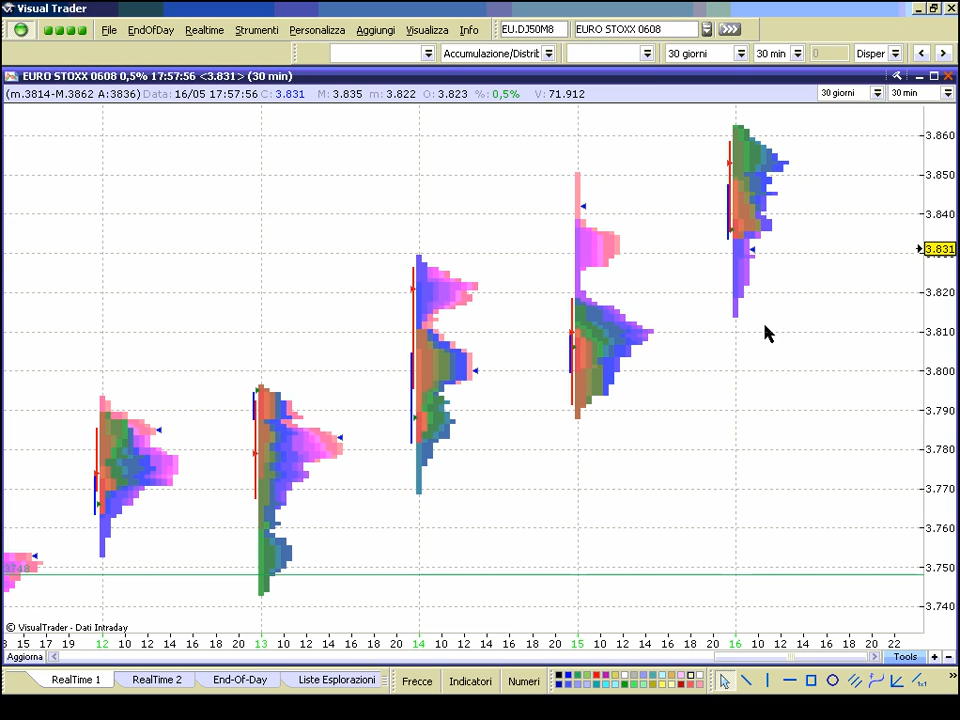 Visual Trader
File EndOfDay Realtime Strumenti Personalizza Aggiungi Visualizza Info EU.DJ50M8 EURO STOXX 0608
Accumulazione/Distrit 30 giorni 30 min 0 Disper
EURO STOXX 0608 0,5% 17:57:56 <3.831> (30 min)
(m.3814-M.3862 A:3836) Data: 16/05 17:57:56 C: 3.831 M: 3.835 m: 3.822 O: 3.823 %: 0,5% V: 71.912 30 giorni 30 min
3.860
3.850
3.840
3.831
3.820
3.810
3.800
3.790
3.780
3.770
3.760
3.750
3748
3.740
© VisualTrader - Dati Intraday
15 17 19 12 10 12 14 16 18 20 13 10 12 14 16 18 20 14 10 12 14 16 18 20 15 10 12 14 16 18 20 16 10 12 14 16 18 20 22
Aggiorna Tools + -
RealTime 1 RealTime 2 End-Of-Day Liste Esplorazioni Frecce Indicatori Numeri